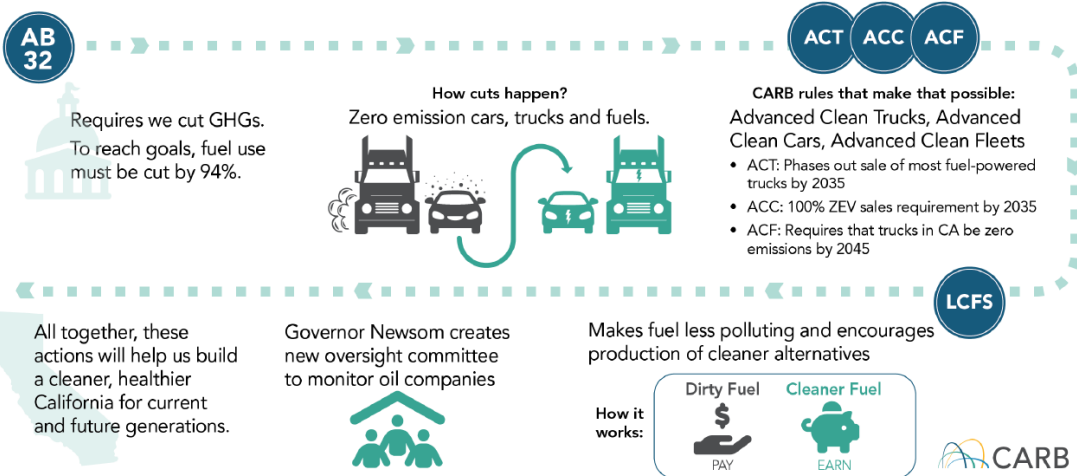 AB
32
ACT ACC ACF
Requires we cut GHGs.
To reach goals, fuel use
must be cut by 94%.
How cuts happen?
Zero emission cars, trucks and fuels.
CARB rules that make that possible:
Advanced Clean Trucks, Advanced
Clean Cars, Advanced Clean Fleets
• ACT: Phases out sale of most fuel-powered
trucks by 2035
• ACC: 100% ZEV sales requirement by 2035
• ACF: Requires that trucks in CA be zero
emissions by 2045
LCFS
Makes fuel less polluting and encourages
production of cleaner alternatives
How it
works:
Dirty Fuel
$
PAY
Cleaner Fuel
EARN
Governor Newsom creates
new oversight committee
to monitor oil companies
All together, these
actions will help us build
a cleaner, healthier
California for current
and future generations.
CARB